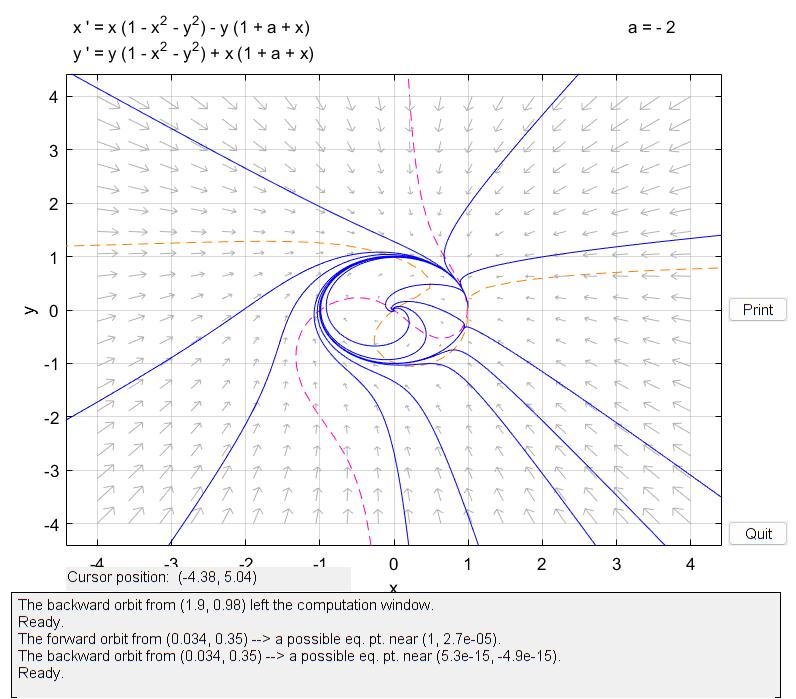 x ' = x (1 - x² - y²) - y (1 + a + x)
a = - 2
y ' = y (1 - x² - y²) + x (1 + a + x)
4
3
2
1
0
-1
-2
-3
-4
y
-4
-3
-2
-1
0
1
2
3
4
x
Print
Quit
Cursor position: (-4.38, 5.04)
The backward orbit from (1.9, 0.98) left the computation window.
Ready.
The forward orbit from (0.034, 0.35) --> a possible eq. pt. near (1, 2.7e-05).
The backward orbit from (0.034, 0.35) --> a possible eq. pt. near (5.3e-15, -4.9e-15).
Ready.